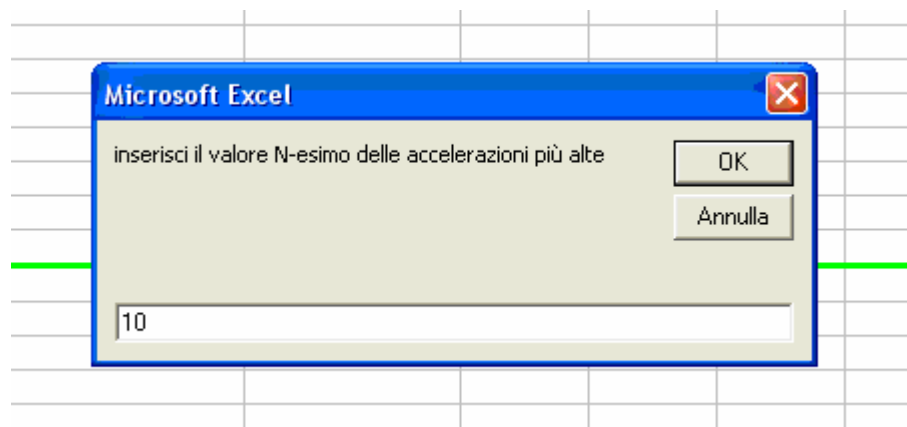 Microsoft Excel
inserisci il valore N-esimo delle accelerazioni più alte
OK
Annulla
10